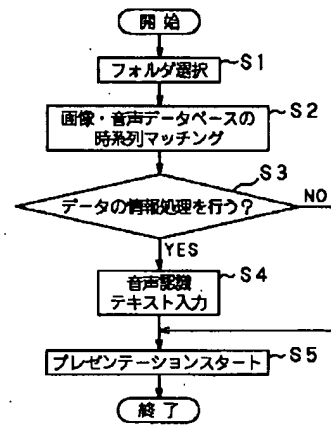 開 始
フォルダ選択
S1
画像・音声データベースの
時系列マッチング
S2
S3
データの情報処理を行う?
NO
YES
音声認識
テキスト入力
S4
プレゼンテーションスタート
S5
終 了